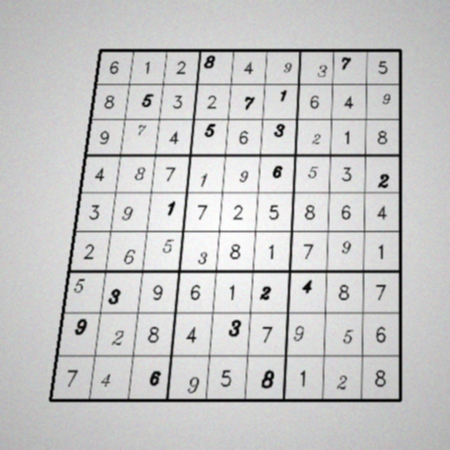 6 1 2 8 4 9 3 7 5
8 5 3 2 7 1 6 4 9
9 7 4 5 6 3 2 1 8
4 8 7 1 9 6 5 3 2
3 9 1 7 2 5 8 6 4
2 6 5 3 8 1 7 9 1
5 3 9 6 1 2 4 8 7
9 2 8 4 3 7 9 5 6
7 4 6 9 5 8 1 2 8